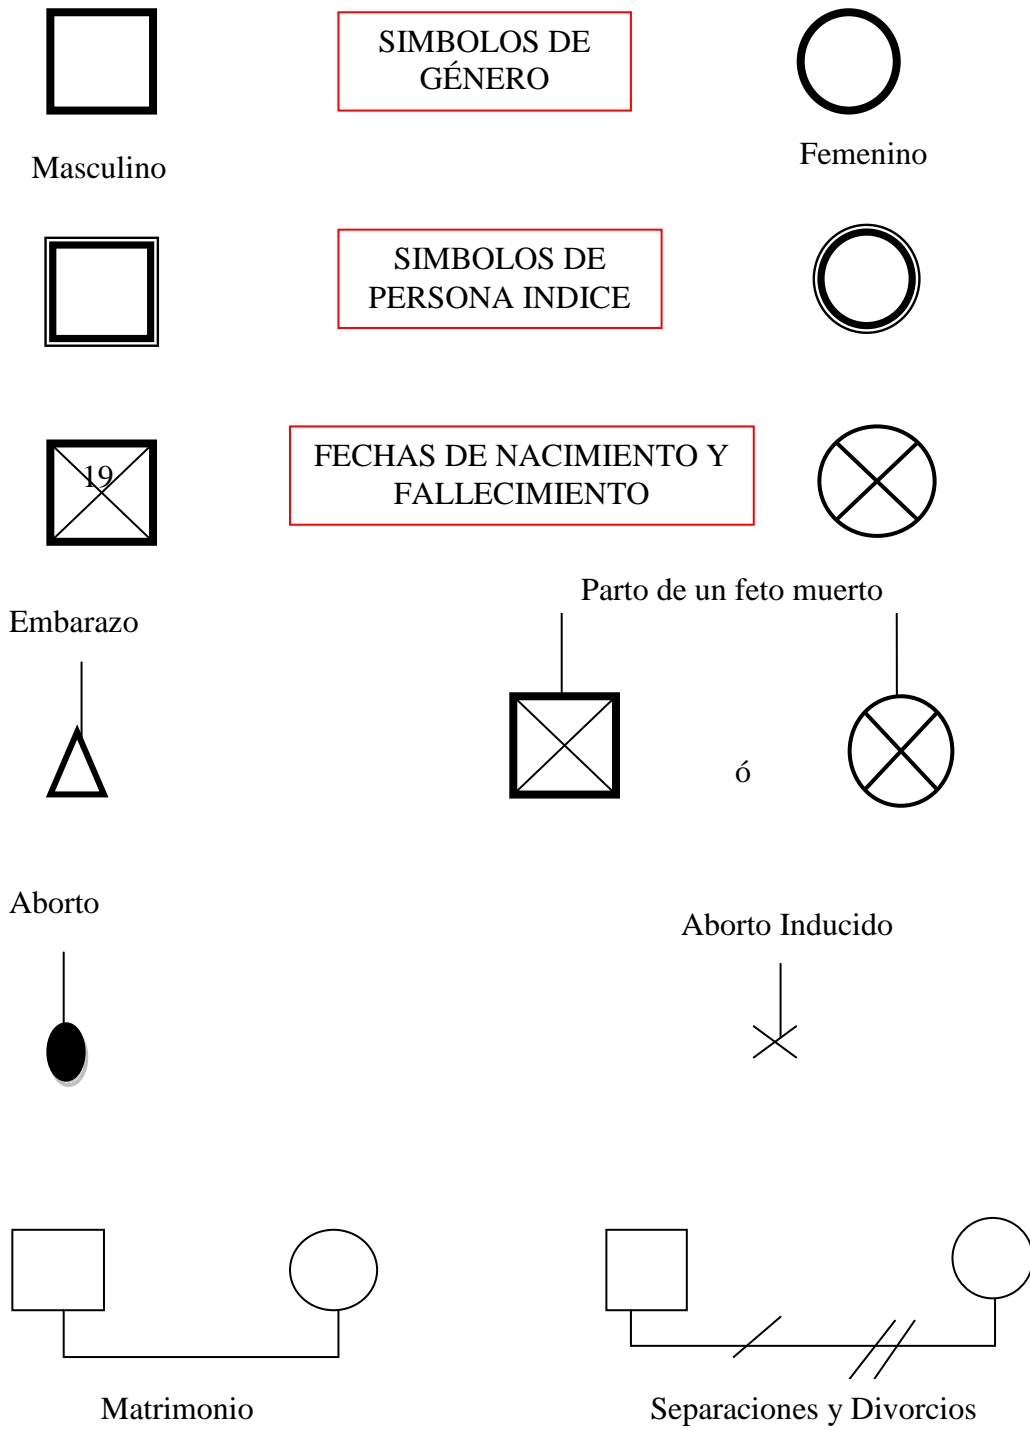 SIMBOLOS DE
GÉNERO
Masculino
Femenino
SIMBOLOS DE
PERSONA INDICE
19
FECHAS DE NACIMIENTO Y
FALLECIMIENTO
Parto de un feto muerto
Embarazo
ó
Aborto
Aborto Inducido
Matrimonio
Separaciones y Divorcios